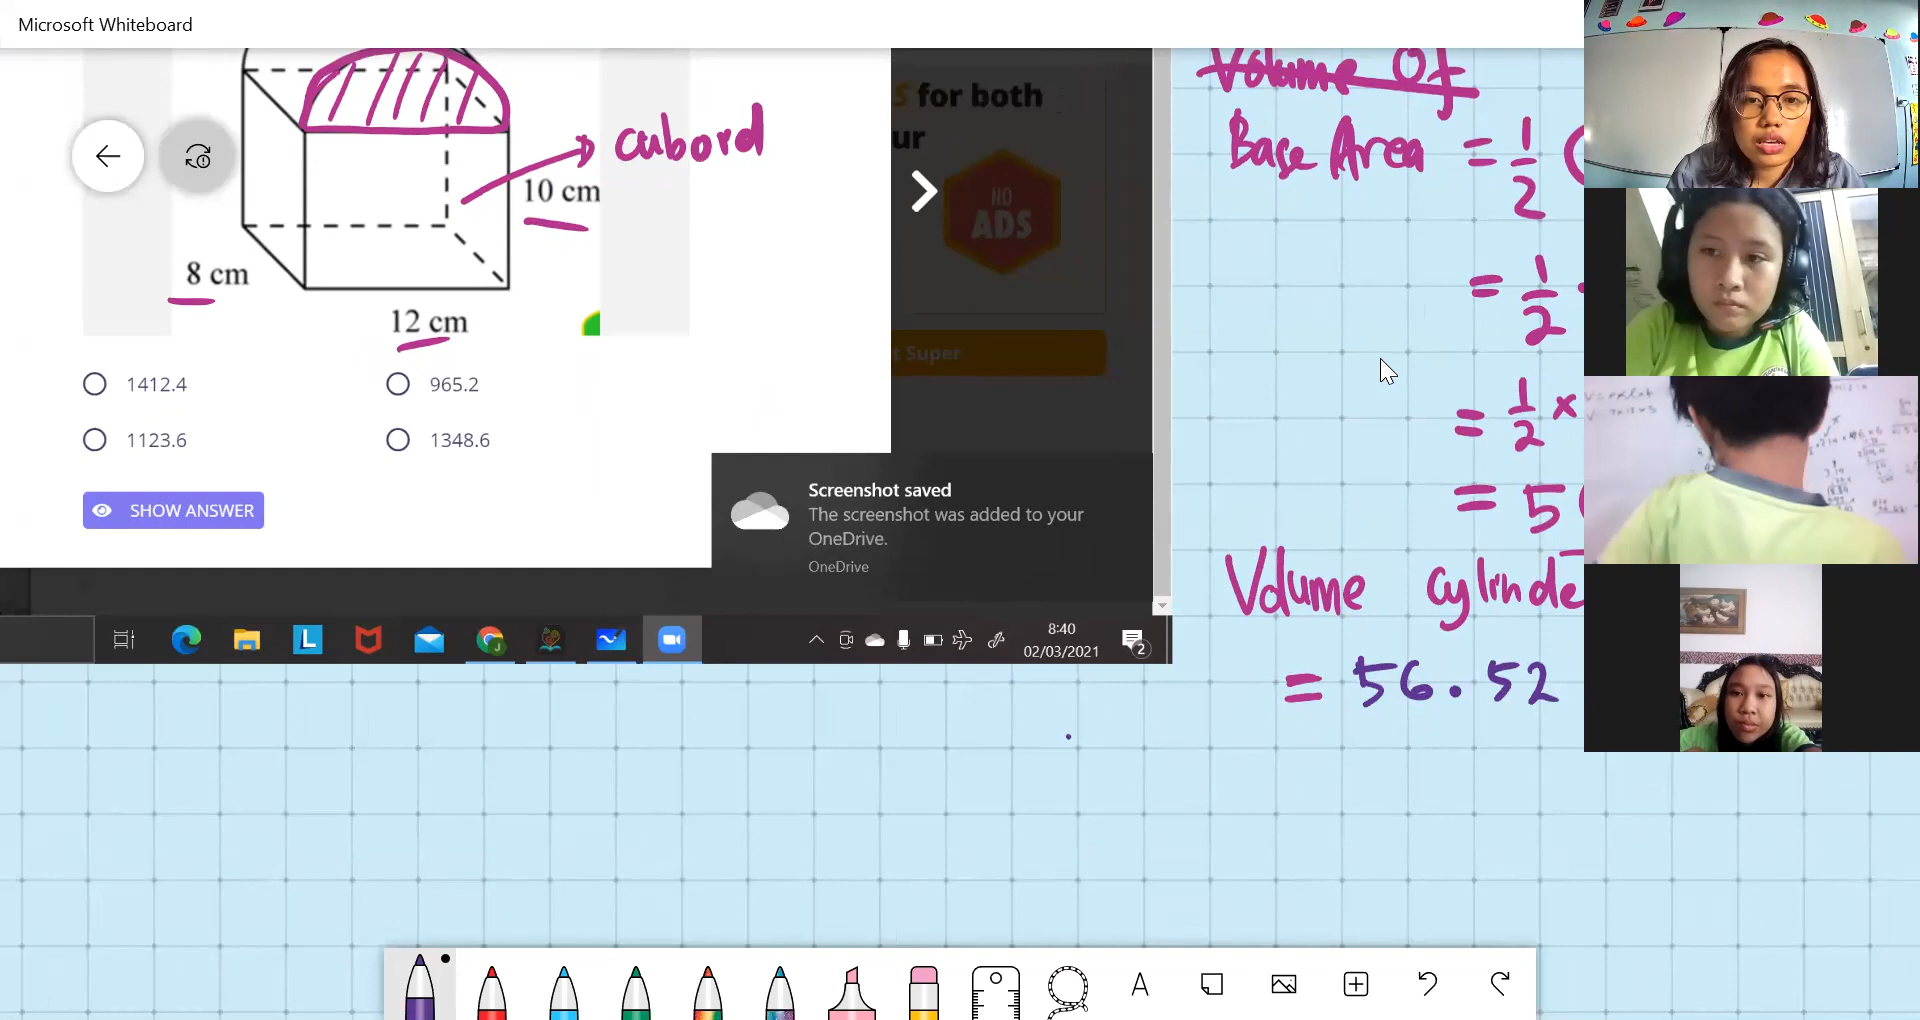 Microsoft Whiteboard
S for both
ur
NO
ADS
t Super
cuboid
10 cm
8 cm
12 cm
1412.4
965.2
1123.6
1348.6
SHOW ANSWER
Screenshot saved
The screenshot was added to your
OneDrive.
OneDrive
L
8:40
02/03/2021
2
Volume Of
Base Area = 1/2 (
= 1/2
= 1/2 ×
= 5
Volume cylinde
= 56.52
A